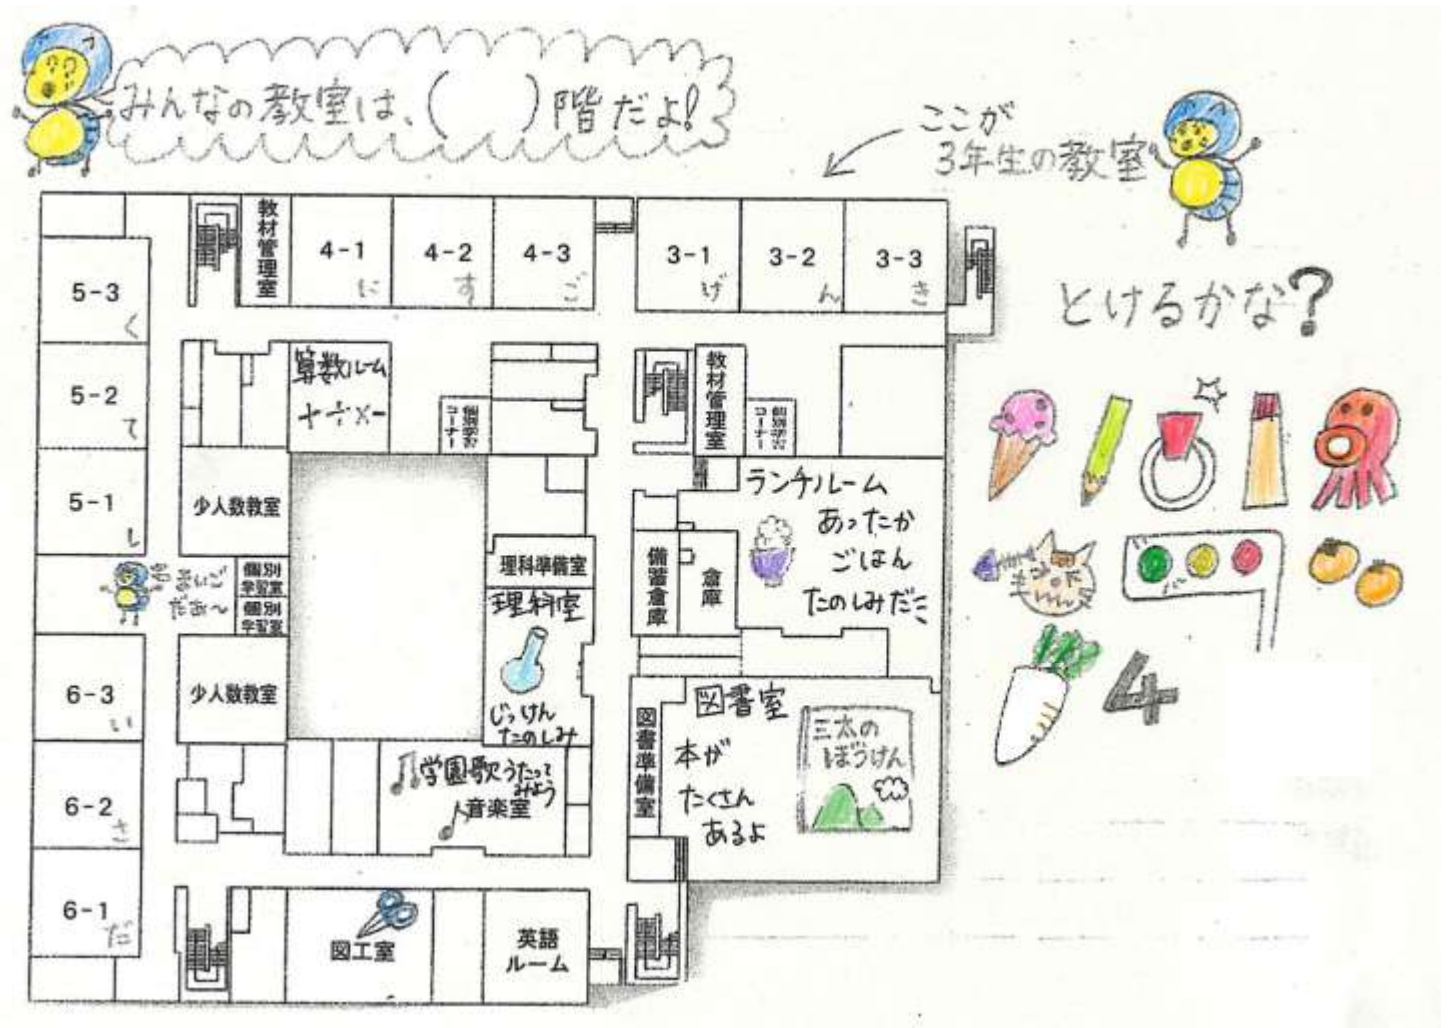 みんなの教室は、( )階だよ!
ここが
3年生の教室
とけるかな?
教材管理室
4-1
に
4-2
す
4-3
ご
3-1
げ
3-2
ん
3-3
き
5-3
く
5-2
て
5-1
し
算数ルーム
+÷×-
個別学習
コーナー
教材管理室
個別学習
コーナー
少人数教室
個別
学習室
個別
学習室
少人数教室
理科準備室
理科室
じっけん
たのしみ
備蓄倉庫
倉庫
ランチルーム
あったか
ごはん
たのしみだ
6-3
い
6-2
さ
6-1
だ
学園歌うたって
みよう
音楽室
図書準備室
図書室
本が
たくさん
あるよ
三太の
ぼうけん
図工室
英語
ルーム
4